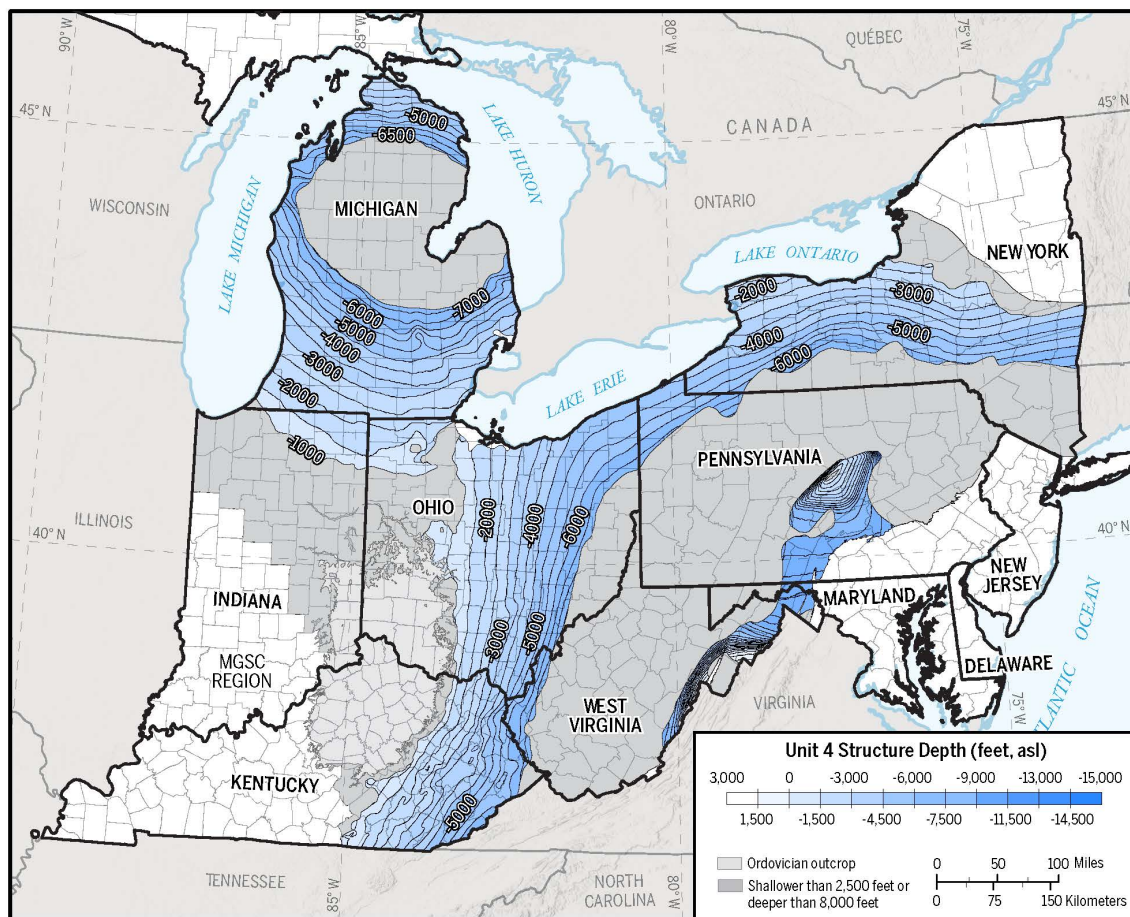 90° W
85° W
80° W
75° W
QUÉBEC
45° N
45° N
CANADA
-5000
-6500
LAKE HURON
LAKE MICHIGAN
WISCONSIN
MICHIGAN
ONTARIO
LAKE ONTARIO
NEW YORK
-2000
-3000
-7000
-6000
-5000
-4000
-3000
-2000
-4000
-5000
-6000
LAKE ERIE
-1000
PENNSYLVANIA
OHIO
-2000
-4000
-6000
ILLINOIS
40° N
40° N
NEW
JERSEY
INDIANA
MARYLAND
-3000
-5000
MGSC
REGION
DELAWARE
WEST
VIRGINIA
VIRGINIA
75° W
ATLANTIC OCEAN
KENTUCKY
-5000
TENNESSEE
85° W
NORTH
CAROLINA
80° W
Unit 4 Structure Depth (feet, asl)
3,000 0 -3,000 -6,000 -9,000 -13,000 -15,000
1,500 -1,500 -4,500 -7,500 -11,500 -14,500
Ordovician outcrop
Shallower than 2,500 feet or
deeper than 8,000 feet
0 50 100 Miles
0 75 150 Kilometers